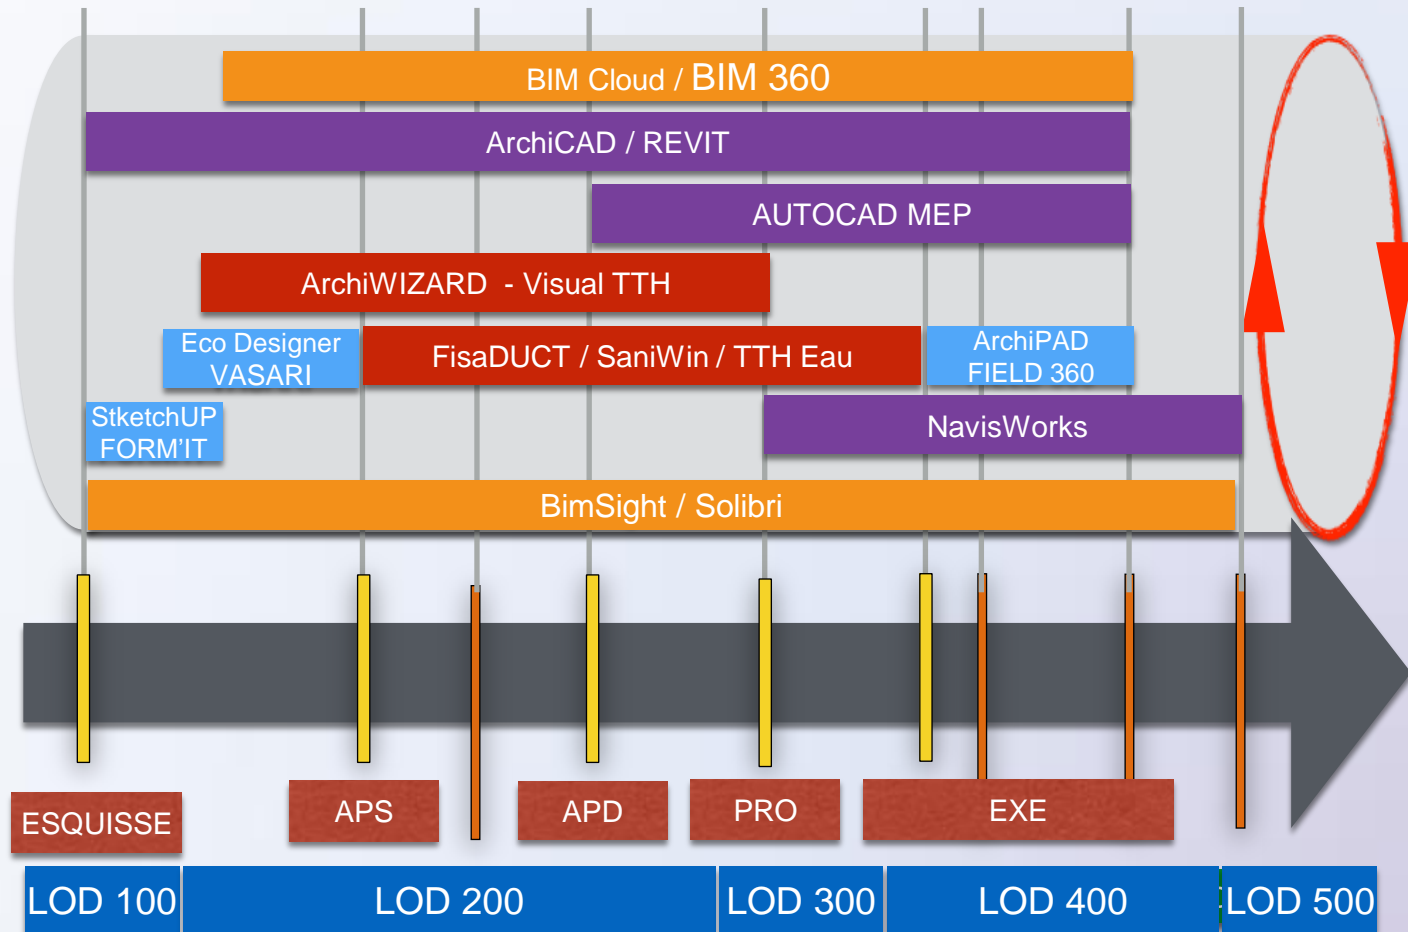 BIM Cloud / BIM 360
ArchiCAD / REVIT
AUTOCAD MEP
ArchiWIZARD - Visual TTH
Eco Designer
VASARI
FisaDUCT / SaniWin / TTH Eau
ArchiPAD
FIELD 360
StketchUP
FORM'IT
NavisWorks
BimSight / Solibri
ESQUISSE
APS
APD
PRO
EXE
LOD 100
LOD 200
LOD 300
LOD 400
LOD 500